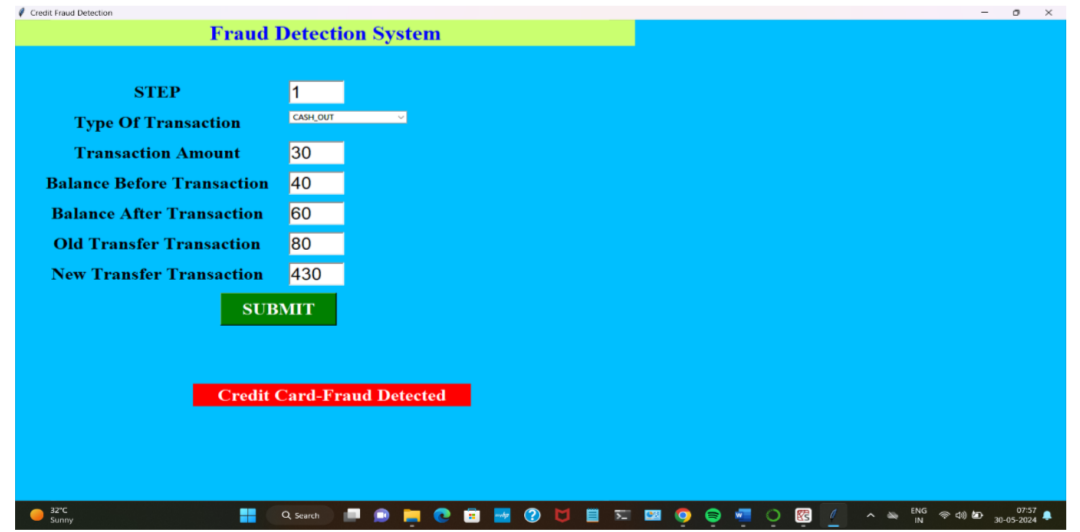 Credit Fraud Detection
Fraud Detection System
STEP 1
Type Of Transaction CASH_OUT
Transaction Amount 30
Balance Before Transaction 40
Balance After Transaction 60
Old Transfer Transaction 80
New Transfer Transaction 430
SUBMIT
Credit Card-Fraud Detected
32°C
Sunny
Search
ENG
IN
07:57
30-05-2024